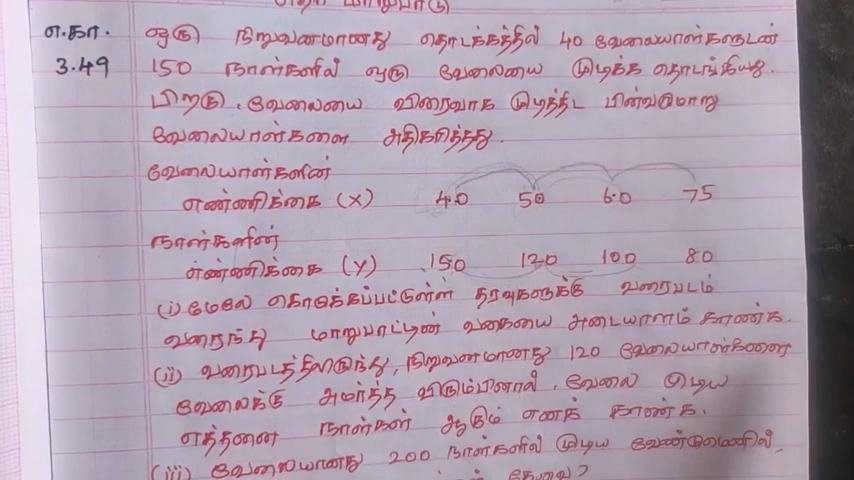 மாறுபாடு
எ.கா. ஒரு நிறுவனமானது தொடக்கத்தில் 40 வேலையாள்களுடன்
3.49 150 நாள்களில் ஒரு வேலையை முடிக்க தொடங்கியது.
பிறகு, வேலையை விரைவாக முடித்திட பின்வருமாறு
வேலையாள்களை அதிகரித்தது.
வேலையாள்களின்
எண்ணிக்கை (X) 40 50 60 75
நாள்களின்
எண்ணிக்கை (Y) 150 120 100 80
(i) மேலே கொடுக்கப்பட்டுள்ள தரவுகளுக்கு வரைபடம்
வரைந்து மாறுபாட்டின் வகையை அடையாளம் காண்க.
(ii) வரைபடத்திலிருந்து, நிறுவனமானது 120 வேலையாள்களை
வேலைக்கு அமர்த்த விரும்பினால், வேலை முடிய
எத்தனை நாள்கள் ஆகும் எனக் காண்க.
(iii) வேலையானது 200 நாள்களில் முடிய வேண்டுமெனில்,
தேவை?